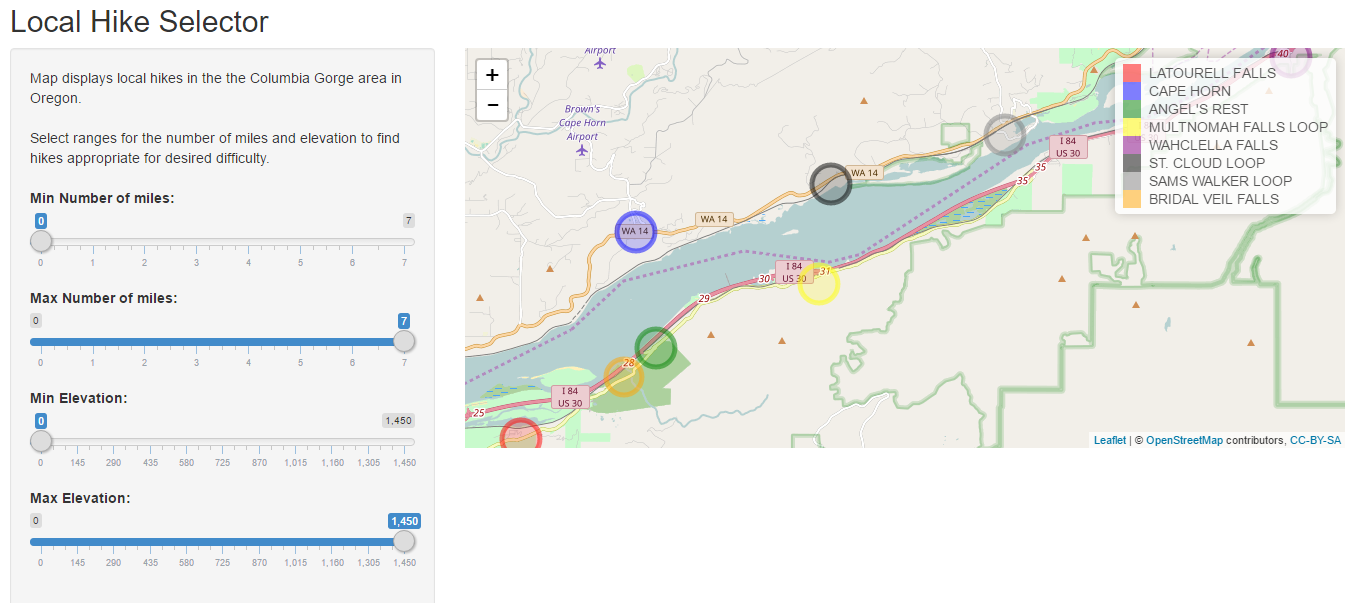 Local Hike Selector
Map displays local hikes in the the Columbia Gorge area in
Oregon.
Select ranges for the number of miles and elevation to find
hikes appropriate for desired difficulty.
Min Number of miles:
0 7
0 1 2 3 4 5 6 7
Max Number of miles:
0 7
0 1 2 3 4 5 6 7
Min Elevation:
0 1,450
0 145 290 435 580 725 870 1,015 1,160 1,305 1,450
Max Elevation:
0 1,450
0 145 290 435 580 725 870 1,015 1,160 1,305 1,450
+
−
Airport
Brown's
Cape Horn
Airport
WA 14
WA 14
WA 14
I 84
US 30
35
35
40
I 84
US 30
31
30
29
28
I 84
US 30
25
LATOURELL FALLS
CAPE HORN
ANGEL'S REST
MULTNOMAH FALLS LOOP
WAHCLELLA FALLS
ST. CLOUD LOOP
SAMS WALKER LOOP
BRIDAL VEIL FALLS
Leaflet | © OpenStreetMap contributors, CC-BY-SA